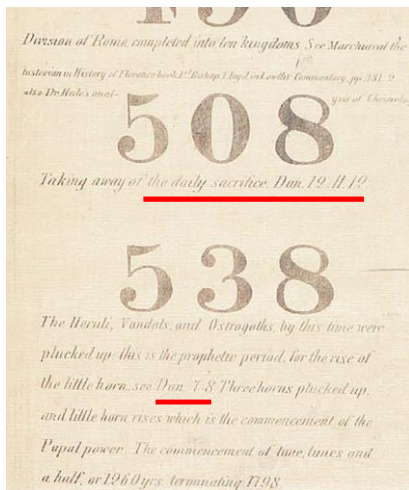 490
Division of Rome, completed into ten kingdoms See Marchiavel the
historian in History of Florence book 1st Bishop Lloyd in Lowths Commentary, pp. 381. 2
also Dr Hales anal- ysis of Chronol
508
Taking away of the daily sacrifice, Dan. 12. 11. 12
538
The Heruli, Vandals, and Ostrogoths, by this time were
plucked up. this is the prophetic period, for the rise of
the little horn. see Dan. 7-8 Three horns plucked up,
and little horn rises which is the commencement of the
Papal power. The commencement of time, times and
a half, or 1260 yrs. terminating 1798.